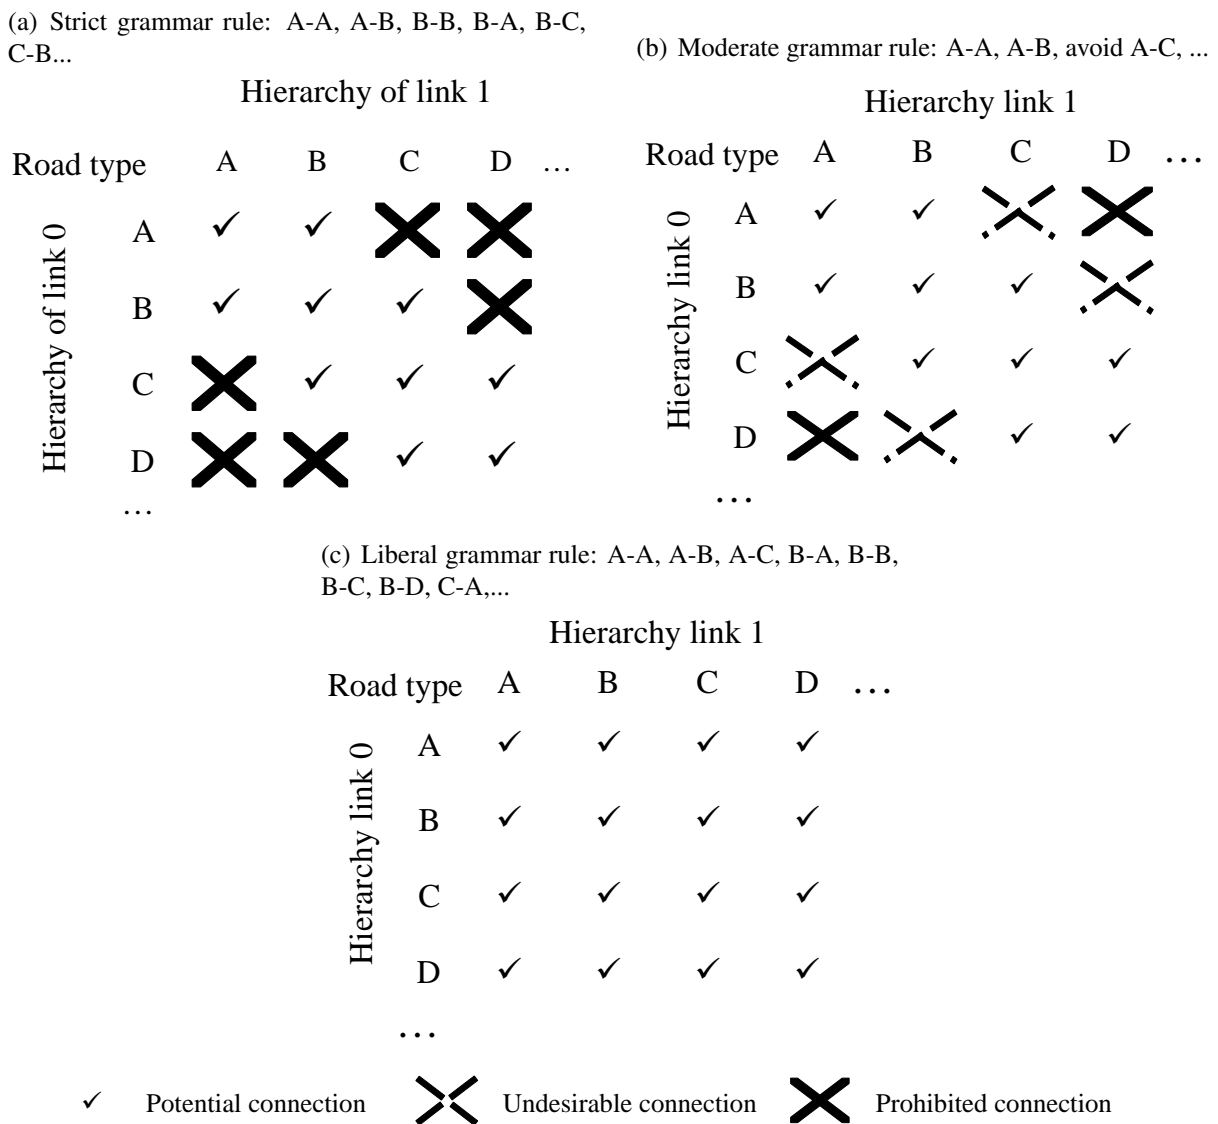 (a) Strict grammar rule: A-A, A-B, B-B, B-A, B-C,
C-B...
Hierarchy of link 1
Road type A B C D ...
Hierarchy of link 0
A ✓ ✓
B ✓ ✓ ✓
C ✓ ✓ ✓
D ✓ ✓
...
(b) Moderate grammar rule: A-A, A-B, avoid A-C, ...
Hierarchy link 1
Road type A B C D ...
Hierarchy link 0
A ✓ ✓
B ✓ ✓ ✓
C ✓ ✓ ✓
D ✓ ✓
...
(c) Liberal grammar rule: A-A, A-B, A-C, B-A, B-B,
B-C, B-D, C-A,...
Hierarchy link 1
Road type A B C D ...
Hierarchy link 0
A ✓ ✓ ✓ ✓
B ✓ ✓ ✓ ✓
C ✓ ✓ ✓ ✓
D ✓ ✓ ✓ ✓
...
✓ Potential connection Undesirable connection Prohibited connection